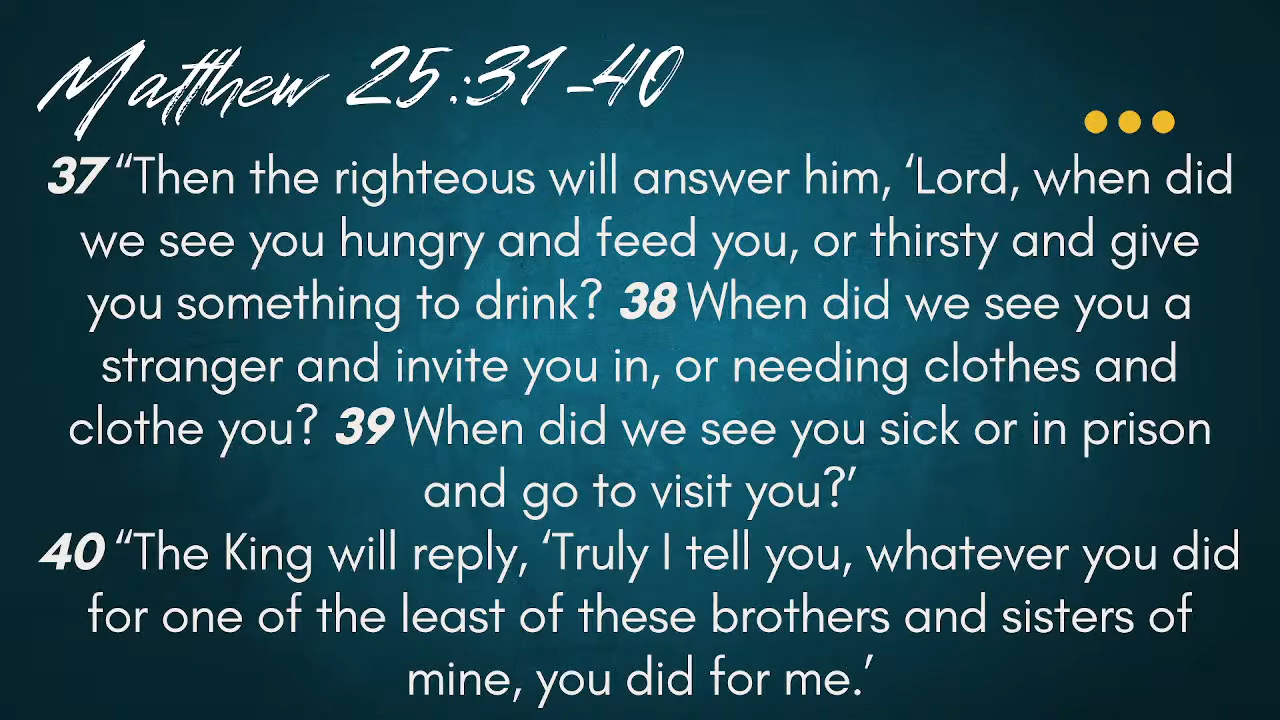 Matthew 25:31-40
37 “Then the righteous will answer him, ‘Lord, when did
we see you hungry and feed you, or thirsty and give
you something to drink? 38 When did we see you a
stranger and invite you in, or needing clothes and
clothe you? 39 When did we see you sick or in prison
and go to visit you?’
40 “The King will reply, ‘Truly I tell you, whatever you did
for one of the least of these brothers and sisters of
mine, you did for me.’